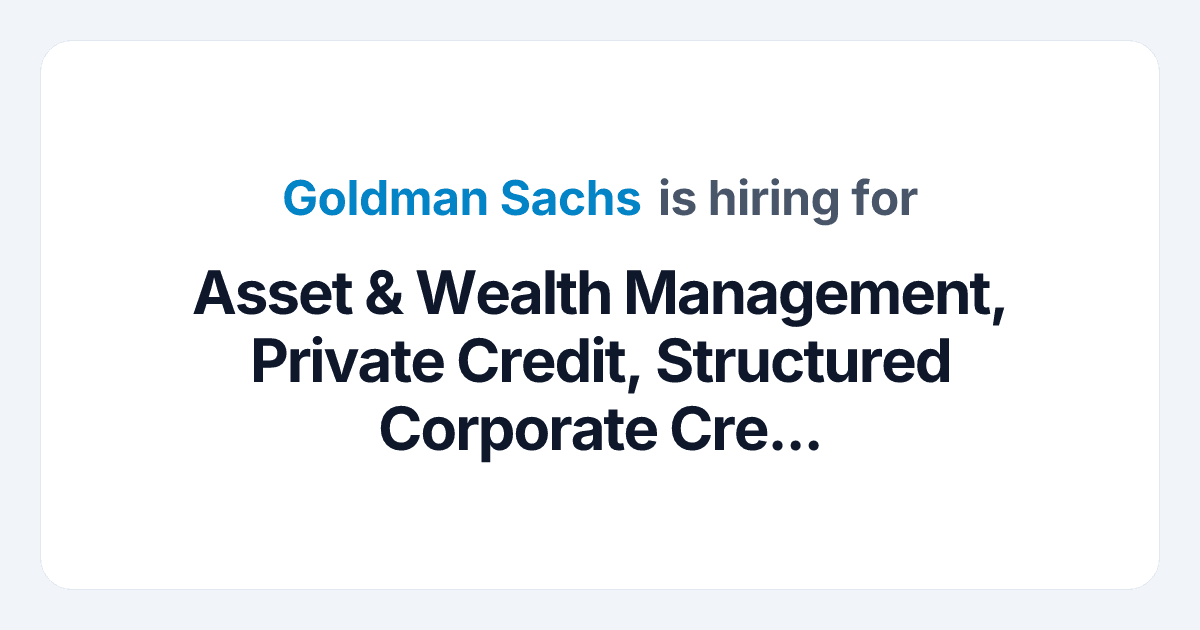 Goldman Sachs is hiring for
Asset & Wealth Management,
Private Credit, Structured
Corporate Cre...